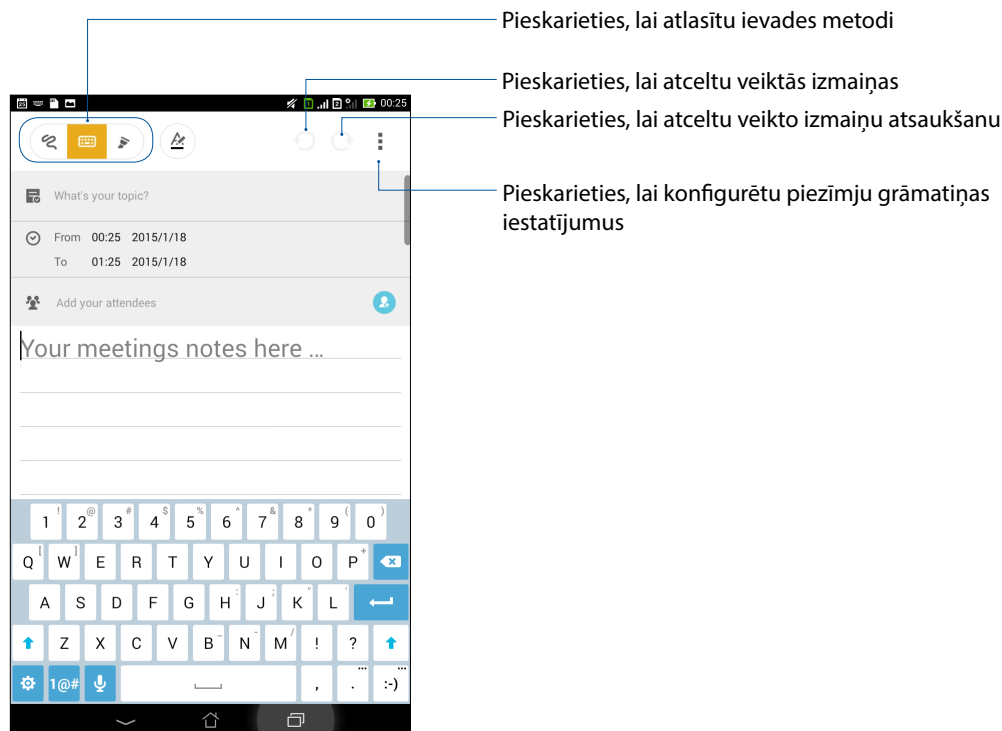 Pieskarieties, lai atlasītu ievades metodi
Pieskarieties, lai atceltu veiktās izmaiņas
Pieskarieties, lai atceltu veikto izmaiņu atsaukšanu
Pieskarieties, lai konfigurētu piezīmju grāmatiņas
iestatījumus
00:25
What's your topic?
From 00:25 2015/1/18
To 01:25 2015/1/18
Add your attendees
Your meetings notes here ...
1 ! 2 @ 3 # 4 $ 5 % 6 ^ 7 & 8 * 9 ( 0 )
Q [ W ] E R T Y U I O P +
A S D F G H : J ; K " L '
Z X C V B _ N - M / ! ?
1@# , . ... :-) ...